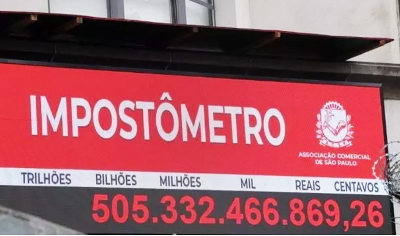 IMPOSTÔMETRO
ASSOCIAÇÃO COMERCIAL
DE SÃO PAULO
TRILHÕES BILHÕES MILHÕES MIL REAIS CENTAVOS
505.332.466.869,26